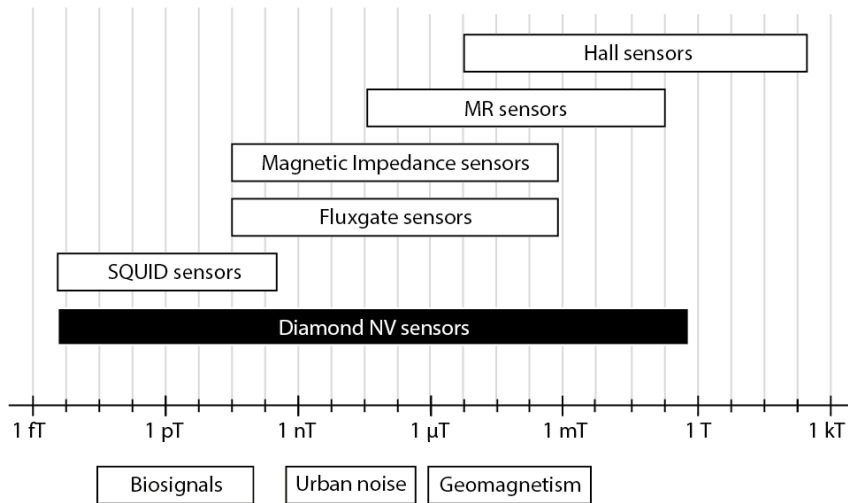 Hall sensors
MR sensors
Magnetic Impedance sensors
Fluxgate sensors
SQUID sensors
Diamond NV sensors
1 fT 1 pT 1 nT 1 μT 1 mT 1 T 1 kT
Biosignals Urban noise Geomagnetism